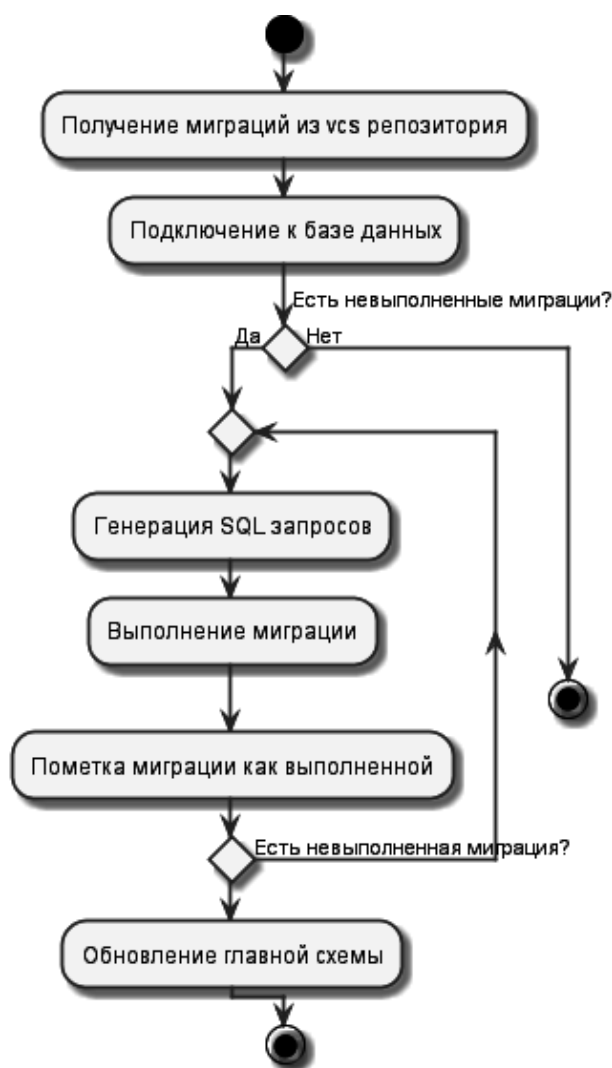 Получение миграций из vcs репозитория
Подключение к базе данных
Есть невыполненные миграции?
Да
Нет
Генерация SQL запросов
Выполнение миграции
Пометка миграции как выполненной
Есть невыполненная миграция?
Обновление главной схемы